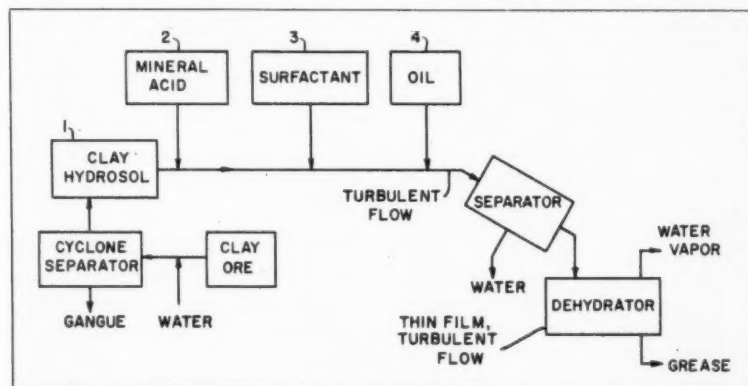 2
MINERAL
ACID
3
SURFACTANT
4
OIL
1
CLAY
HYDROSOL
TURBULENT
FLOW
SEPARATOR
CYCLONE
SEPARATOR
CLAY
ORE
GANGUE
WATER
WATER
WATER
VAPOR
DEHYDRATOR
THIN FILM,
TURBULENT
FLOW
GREASE